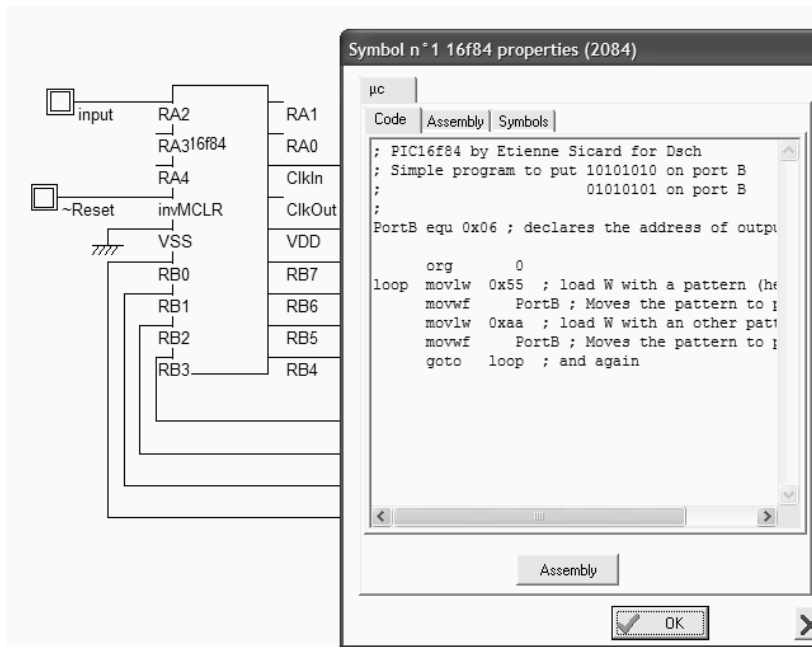 Symbol n°1 16f84 properties (2084)
input
RA2
RA3
16f84
RA4
~Reset
invMCLR
VSS
RB0
RB1
RB2
RB3
RA1
RA0
ClkIn
ClkOut
VDD
RB7
RB6
RB5
RB4
µc
Code Assembly Symbols
; PIC16f84 by Etienne Sicard for Dsch
; Simple program to put 10101010 on port B
; 01010101 on port B
;
PortB equ 0x06 ; declares the address of outpu
org 0
loop movlw 0x55 ; load W with a pattern (he
movwf PortB ; Moves the pattern to p
movlw 0xaa ; load W with an other patt
movwf PortB ; Moves the pattern to p
goto loop ; and again
Assembly
OK